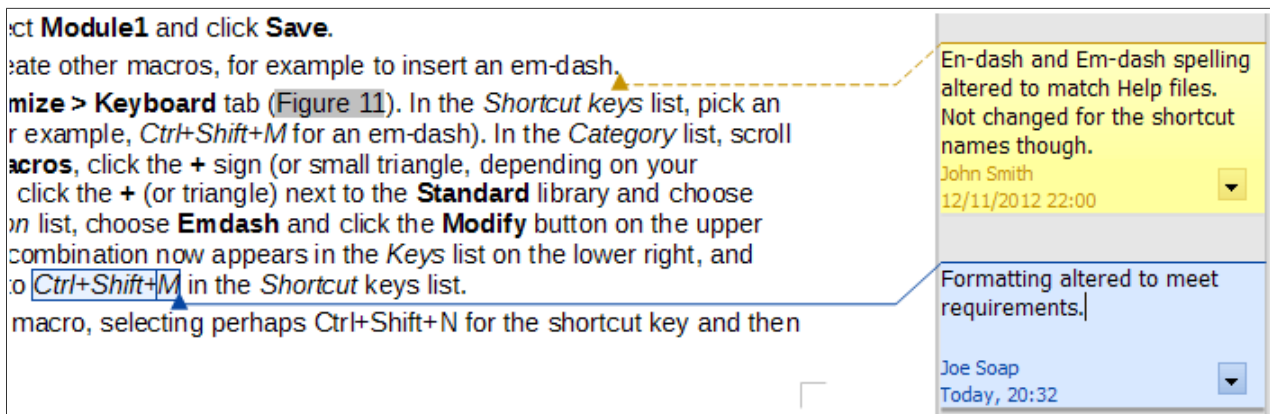 ct Module1 and click Save.
eate other macros, for example to insert an em-dash.
mize > Keyboard tab (Figure 11). In the Shortcut keys list, pick an
r example, Ctrl+Shift+M for an em-dash). In the Category list, scroll
acros, click the + sign (or small triangle, depending on your
click the + (or triangle) next to the Standard library and choose
on list, choose Emdash and click the Modify button on the upper
combination now appears in the Keys list on the lower right, and
to Ctrl+Shift+M in the Shortcut keys list.
macro, selecting perhaps Ctrl+Shift+N for the shortcut key and then
En-dash and Em-dash spelling
altered to match Help files.
Not changed for the shortcut
names though.
John Smith
12/11/2012 22:00
Formatting altered to meet
requirements.
Joe Soap
Today, 20:32